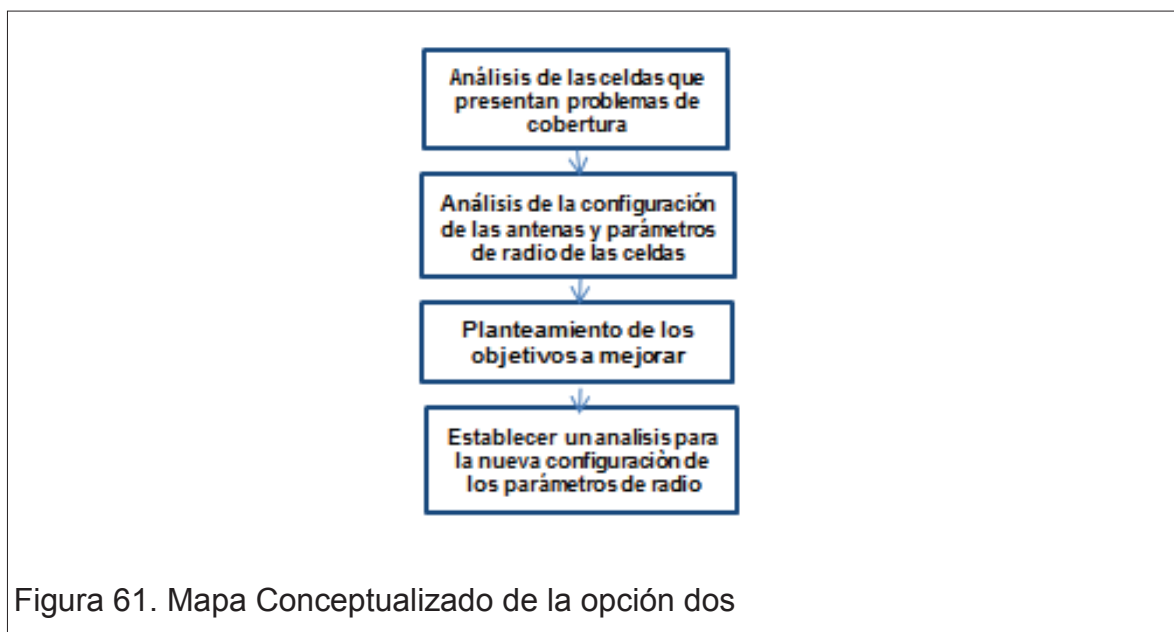 Análisis de las celdas que
presentan problemas de
cobertura
Análisis de la configuración
de las antenas y parámetros
de radio de las celdas
Planteamiento de los
objetivos a mejorar
Establecer un analisis para
la nueva configuraciòn de
los parámetros de radio
Figura 61. Mapa Conceptualizado de la opción dos